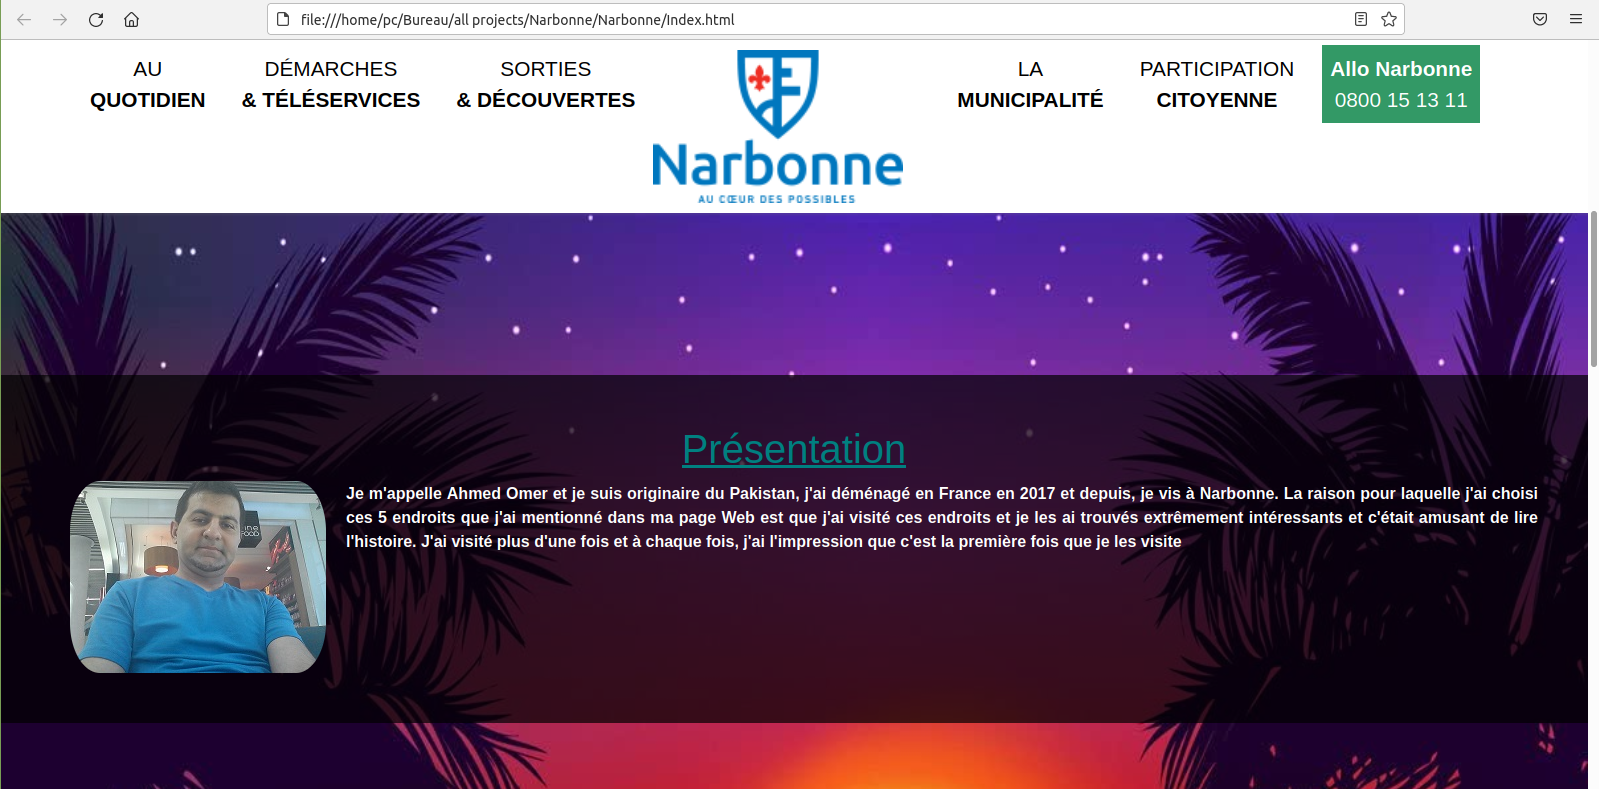 file:///home/pc/Bureau/all projects/Narbonne/Narbonne/Index.html
AU
QUOTIDIEN
DÉMARCHES
& TÉLÉSERVICES
SORTIES
& DÉCOUVERTES
Narbonne
AU CŒUR DES POSSIBLES
LA
MUNICIPALITÉ
PARTICIPATION
CITOYENNE
Allo Narbonne
0800 15 13 11
Présentation
Je m'appelle Ahmed Omer et je suis originaire du Pakistan, j'ai déménagé en France en 2017 et depuis, je vis à Narbonne. La raison pour laquelle j'ai choisi
ces 5 endroits que j'ai mentionné dans ma page Web est que j'ai visité ces endroits et je les ai trouvés extrêmement intéressants et c'était amusant de lire
l'histoire. J'ai visité plus d'une fois et à chaque fois, j'ai l'impression que c'est la première fois que je les visite
FOOD